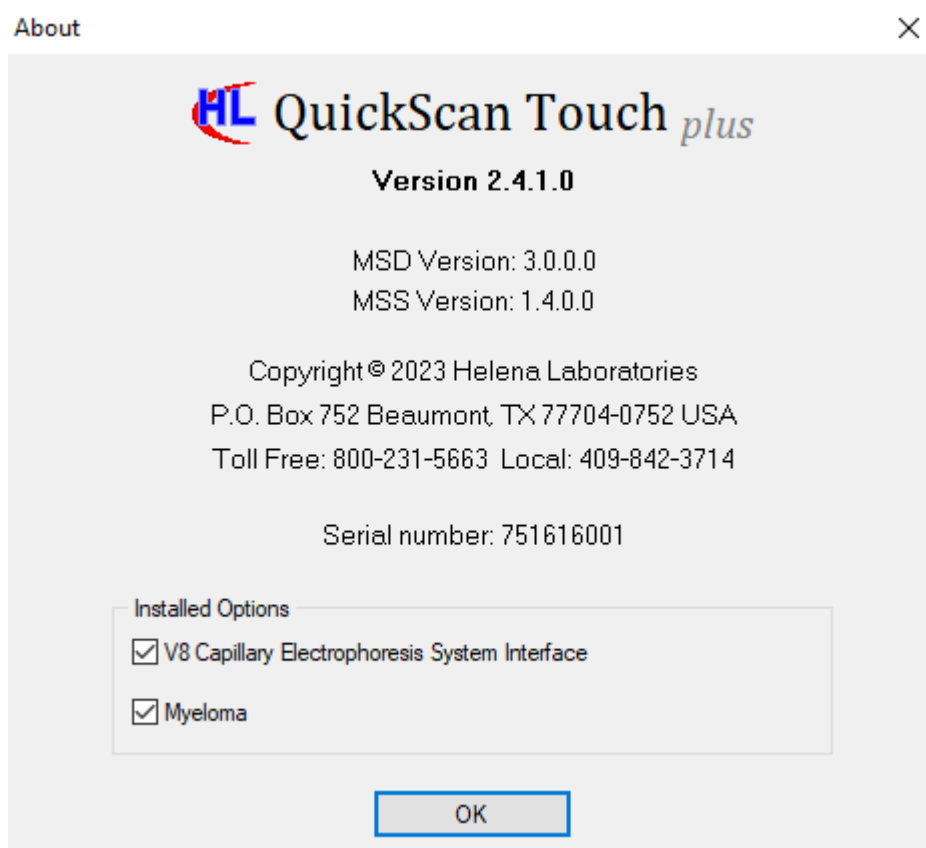 About
HL QuickScan Touch plus
Version 2.4.1.0
MSD Version: 3.0.0.0
MSS Version: 1.4.0.0
Copyright © 2023 Helena Laboratories
P.O. Box 752 Beaumont, TX 77704-0752 USA
Toll Free: 800-231-5663 Local: 409-842-3714
Serial number: 751616001
Installed Options
V8 Capillary Electrophoresis System Interface
Myeloma
OK